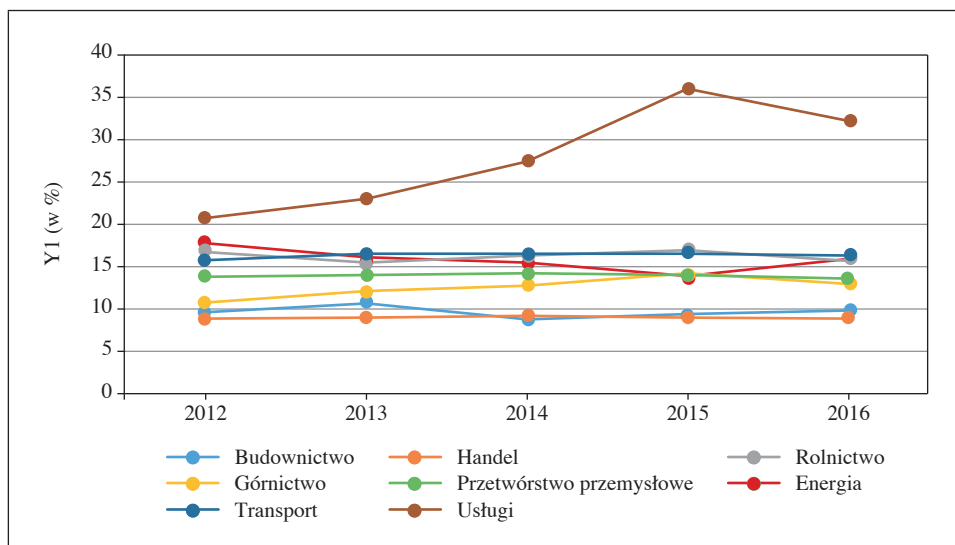 40
35
30
25
20
15
10
5
0
Y1 (w %)
2012 2013 2014 2015 2016
Budownictwo Handel Rolnictwo
Górnictwo Przetwórstwo przemysłowe Energia
Transport Usługi